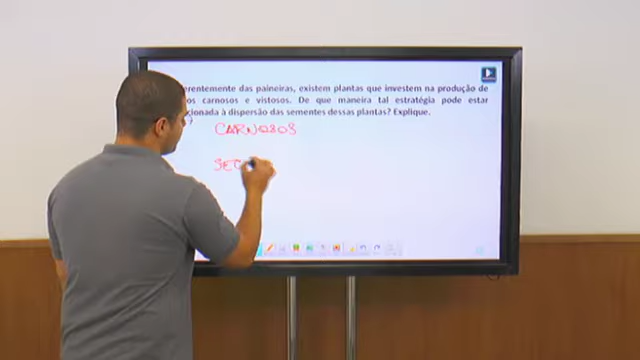 erentemente das paineiras, existem plantas que investem na produção de
os carnosos e vistosos. De que maneira tal estratégia pode estar
cionada à dispersão das sementes dessas plantas? Explique.
CARNOSOS
SEC